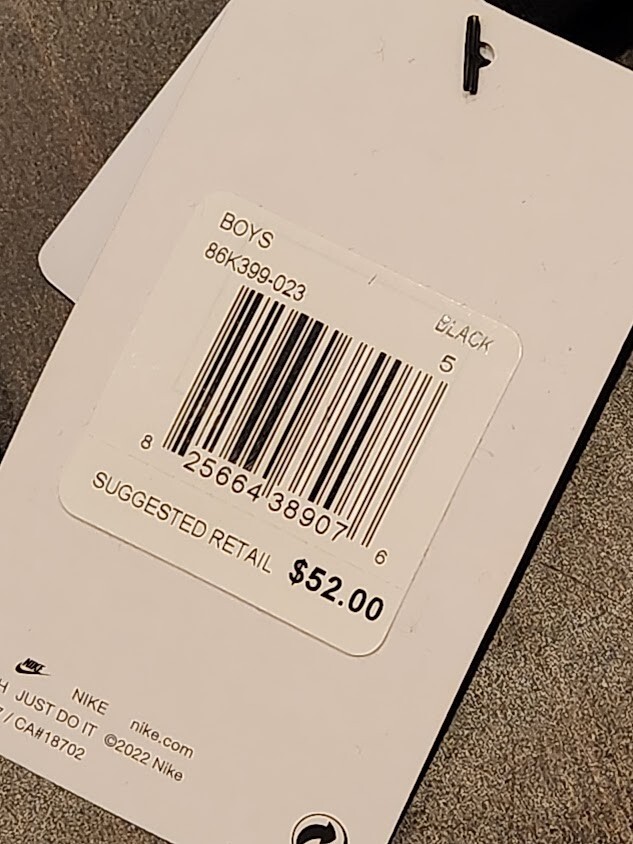 BOYS
86K399-023
BLACK
5
8 25664 38907 6
SUGGESTED RETAIL $52.00
NIKE
NIKE nike.com
H JUST DO IT ©2022 Nike
/ CA#18702